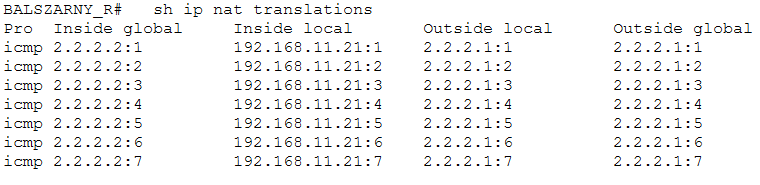 BALSZARNY_R#   sh ip nat translations
Pro  Inside global      Inside local       Outside local      Outside global
icmp 2.2.2.2:1          192.168.11.21:1    2.2.2.1:1          2.2.2.1:1
icmp 2.2.2.2:2          192.168.11.21:2    2.2.2.1:2          2.2.2.1:2
icmp 2.2.2.2:3          192.168.11.21:3    2.2.2.1:3          2.2.2.1:3
icmp 2.2.2.2:4          192.168.11.21:4    2.2.2.1:4          2.2.2.1:4
icmp 2.2.2.2:5          192.168.11.21:5    2.2.2.1:5          2.2.2.1:5
icmp 2.2.2.2:6          192.168.11.21:6    2.2.2.1:6          2.2.2.1:6
icmp 2.2.2.2:7          192.168.11.21:7    2.2.2.1:7          2.2.2.1:7